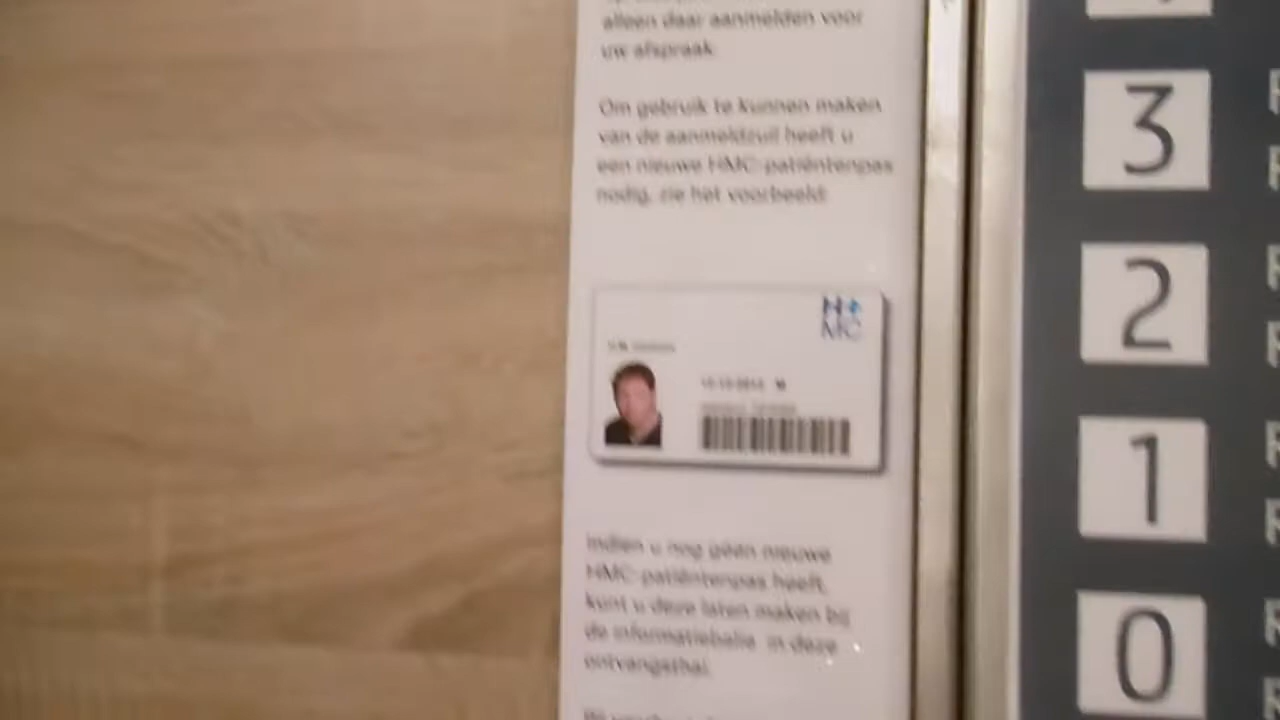 alleen daar aanmelden voor
uw afspraak.
Om gebruik te kunnen maken
van de aanmeldzuil heeft u
een nieuwe HMC-patiëntenpas
nodig, zie het voorbeeld:
H
MC
Indien u nog géén nieuwe
HMC-patiëntenpas heeft,
kunt u deze laten maken bij
de informatiebalie in deze
ontvangsthal.
3
2
1
0